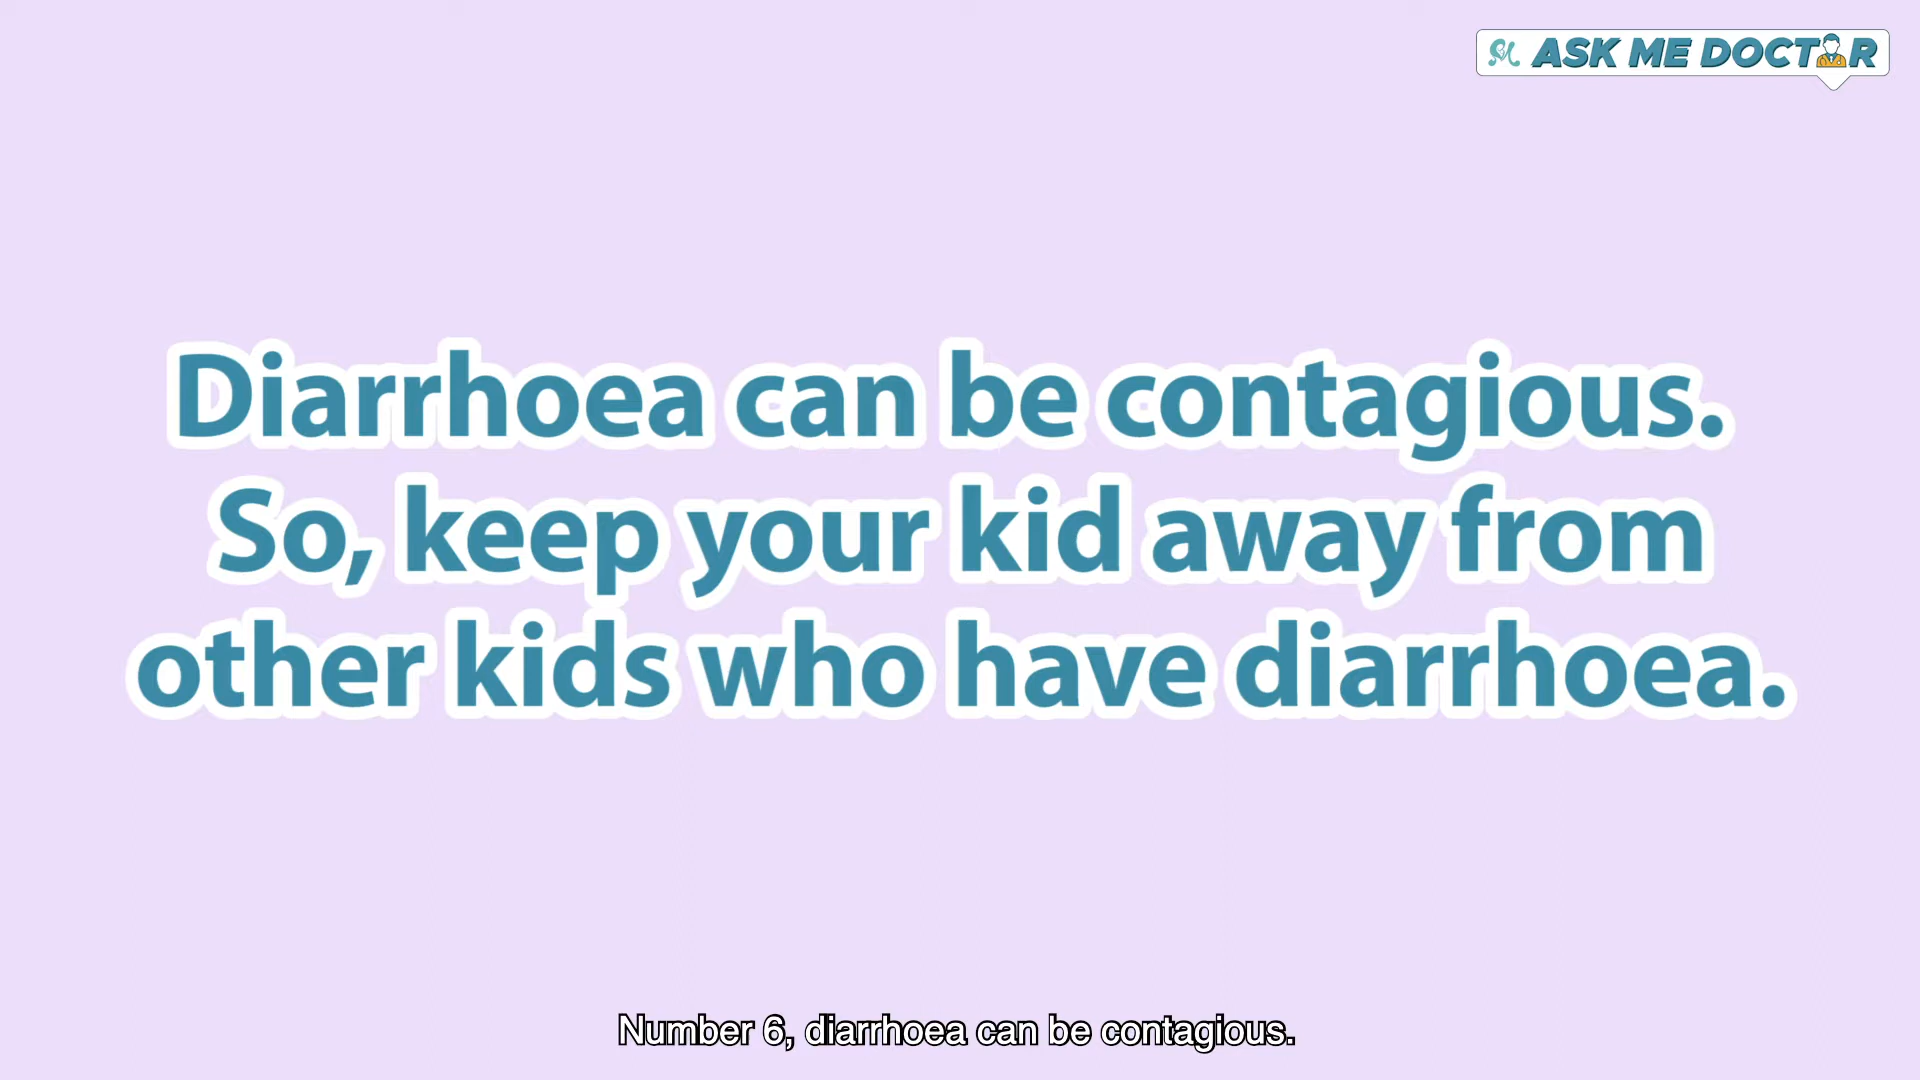 ASK ME DOCTOR
Diarrhoea can be contagious.
So, keep your kid away from
other kids who have diarrhoea.
Number 6, diarrhoea can be contagious.